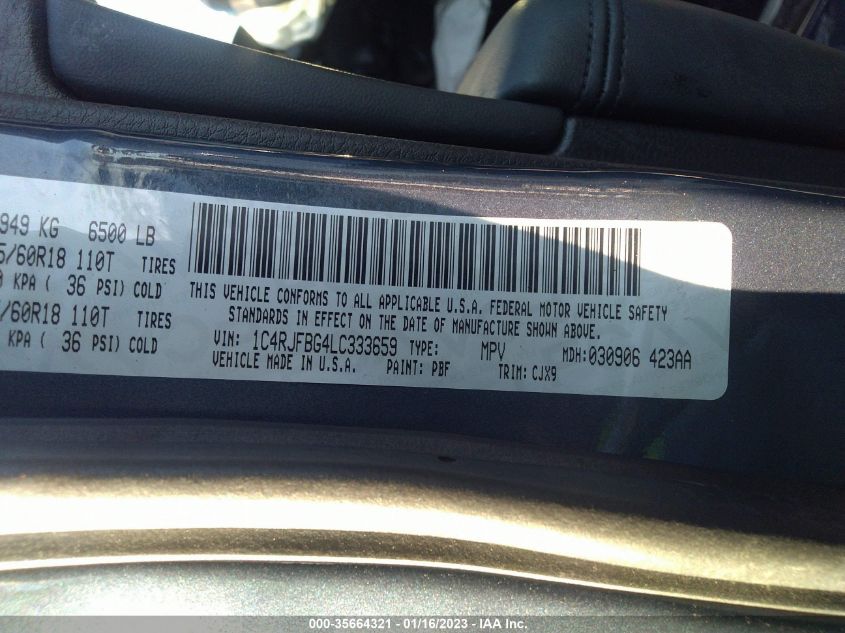 949 KG 6500 LB
5/60R18 110T TIRES
KPA ( 36 PSI) COLD
/60R18 110T TIRES
KPA ( 36 PSI) COLD
THIS VEHICLE CONFORMS TO ALL APPLICABLE U.S.A. FEDERAL MOTOR VEHICLE SAFETY
STANDARDS IN EFFECT ON THE DATE OF MANUFACTURE SHOWN ABOVE.
VIN: 1C4RJFBG4LC333659 TYPE: MPV MDH:030906 423AA
VEHICLE MADE IN U.S.A. PAINT: PBF TRIM: CJX9
000-35664321 - 01/16/2023 - IAA Inc.